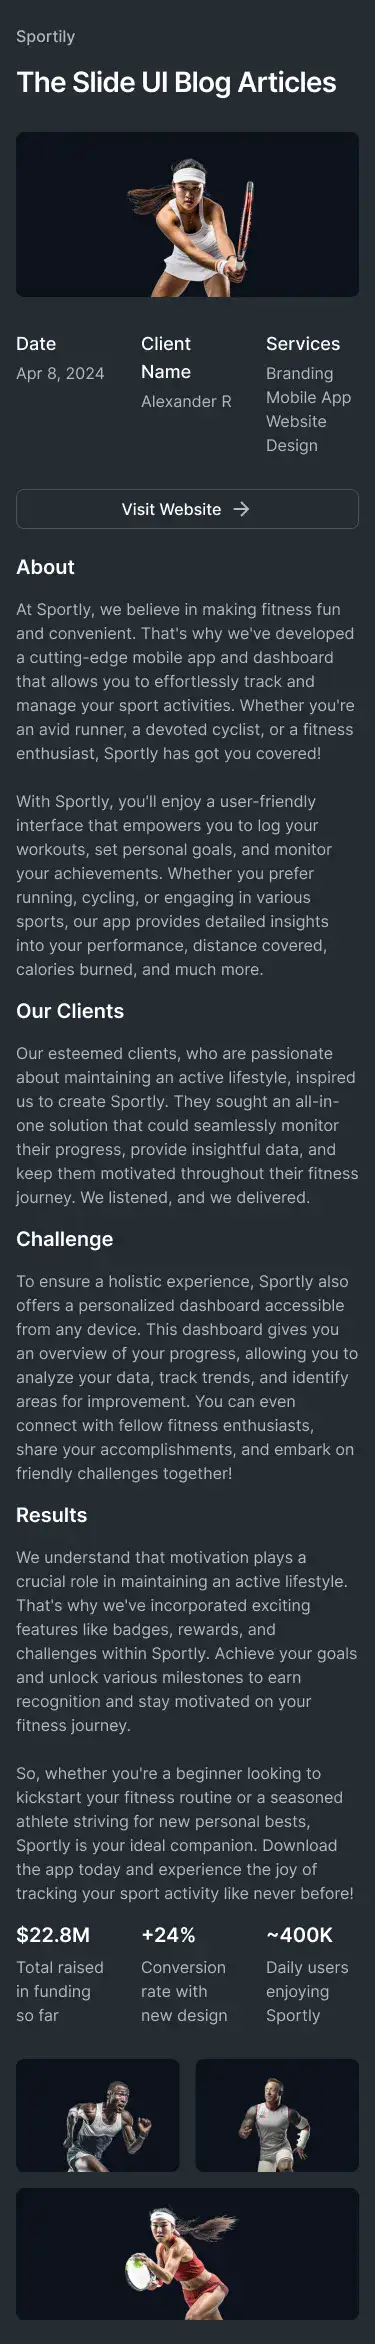 Sportily
The Slide UI Blog Articles
Date
Apr 8, 2024
Client
Name
Alexander R
Services
Branding
Mobile App
Website
Design
Visit Website
About
At Sportly, we believe in making fitness fun
and convenient. That's why we've developed
a cutting-edge mobile app and dashboard
that allows you to effortlessly track and
manage your sport activities. Whether you're
an avid runner, a devoted cyclist, or a fitness
enthusiast, Sportly has got you covered!
With Sportly, you'll enjoy a user-friendly
interface that empowers you to log your
workouts, set personal goals, and monitor
your achievements. Whether you prefer
running, cycling, or engaging in various
sports, our app provides detailed insights
into your performance, distance covered,
calories burned, and much more.
Our Clients
Our esteemed clients, who are passionate
about maintaining an active lifestyle, inspired
us to create Sportly. They sought an all-in-
one solution that could seamlessly monitor
their progress, provide insightful data, and
keep them motivated throughout their fitness
journey. We listened, and we delivered.
Challenge
To ensure a holistic experience, Sportly also
offers a personalized dashboard accessible
from any device. This dashboard gives you
an overview of your progress, allowing you to
analyze your data, track trends, and identify
areas for improvement. You can even
connect with fellow fitness enthusiasts,
share your accomplishments, and embark on
friendly challenges together!
Results
We understand that motivation plays a
crucial role in maintaining an active lifestyle.
That's why we've incorporated exciting
features like badges, rewards, and
challenges within Sportly. Achieve your goals
and unlock various milestones to earn
recognition and stay motivated on your
fitness journey.
So, whether you're a beginner looking to
kickstart your fitness routine or a seasoned
athlete striving for new personal bests,
Sportly is your ideal companion. Download
the app today and experience the joy of
tracking your sport activity like never before!
$22.8M
Total raised
in funding
so far
+24%
Conversion
rate with
new design
~400K
Daily users
enjoying
Sportly